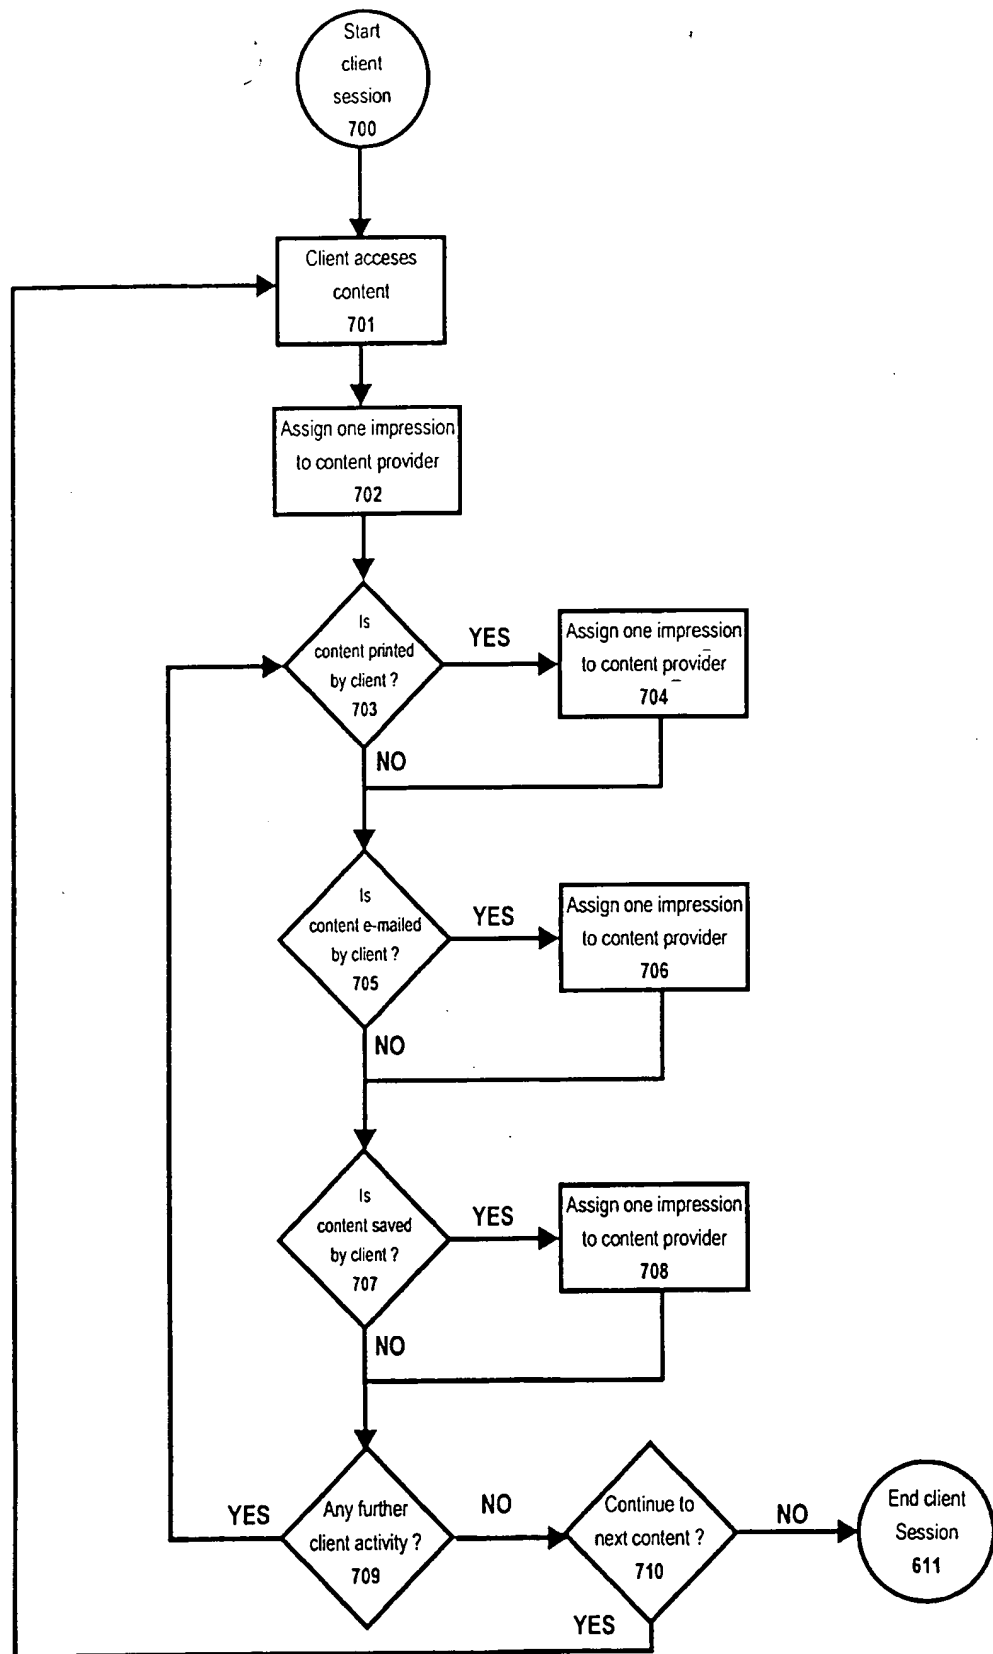 Start
client
session
700
Client acceses
content
701
Assign one impression
to content provider
702
Is
content printed
by client ?
703
YES
Assign one impression
to content provider
704
NO
Is
content e-mailed
by client ?
705
YES
Assign one impression
to content provider
706
NO
Is
content saved
by client ?
707
YES
Assign one impression
to content provider
708
NO
YES
Any further
client activity ?
709
NO
Continue to
next content ?
710
NO
End client
Session
611
YES